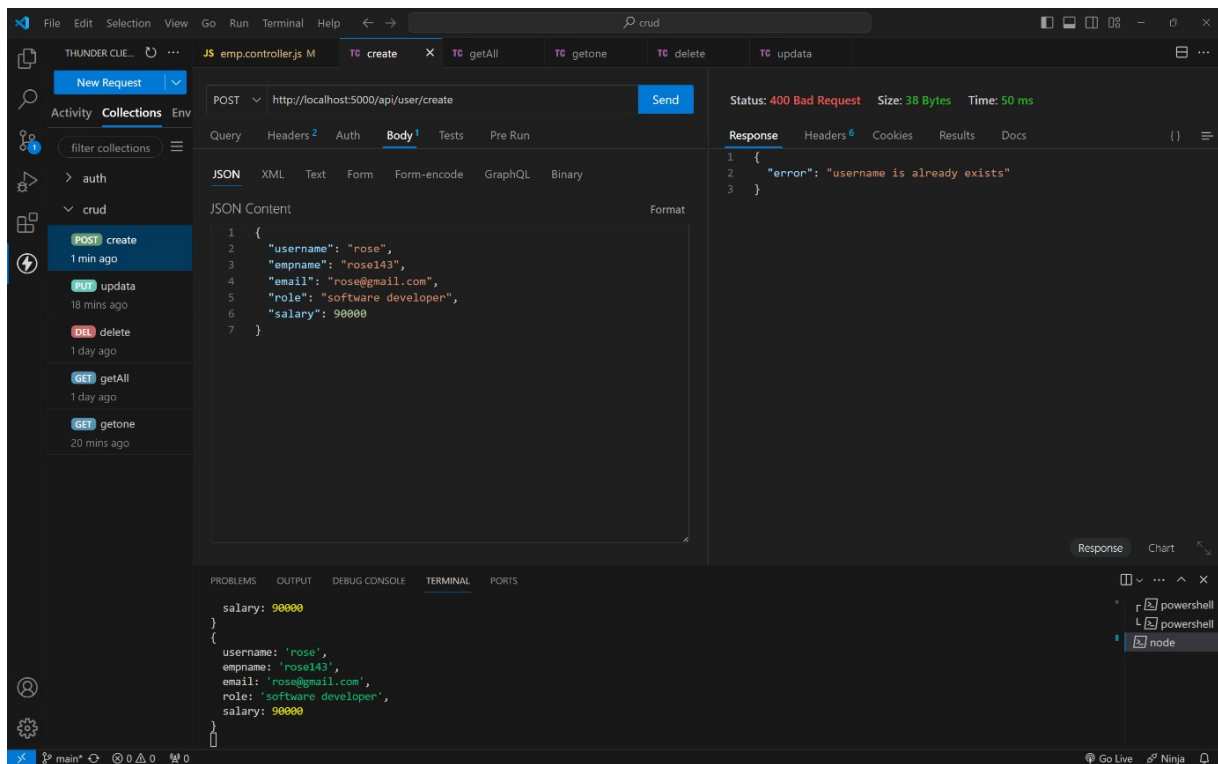 File Edit Selection View Go Run Terminal Help
crud
THUNDER CLIE...
JS emp.controller.js M
TC create
TC getAll
TC getone
TC delete
TC updata
New Request
Activity Collections Env
filter collections
auth
crud
POST create
1 min ago
PUT updata
18 mins ago
DEL delete
1 day ago
GET getAll
1 day ago
GET getone
20 mins ago
POST http://localhost:5000/api/user/create Send
Query Headers 2 Auth Body 1 Tests Pre Run
JSON XML Text Form Form-encode GraphQL Binary
JSON Content Format
1 {
2 "username": "rose",
3 "empname": "rose143",
4 "email": "rose@gmail.com",
5 "role": "software developer",
6 "salary": 90000
7 }
Status: 400 Bad Request Size: 38 Bytes Time: 50 ms
Response Headers 6 Cookies Results Docs {}
1 {
2 "error": "username is already exists"
3 }
Response Chart
PROBLEMS OUTPUT DEBUG CONSOLE TERMINAL PORTS
salary: 90000
}
{
username: 'rose',
empname: 'rose143',
email: 'rose@gmail.com',
role: 'software developer',
salary: 90000
}
powershell
powershell
node
1
main* 0 0 0 Go Live Ninja